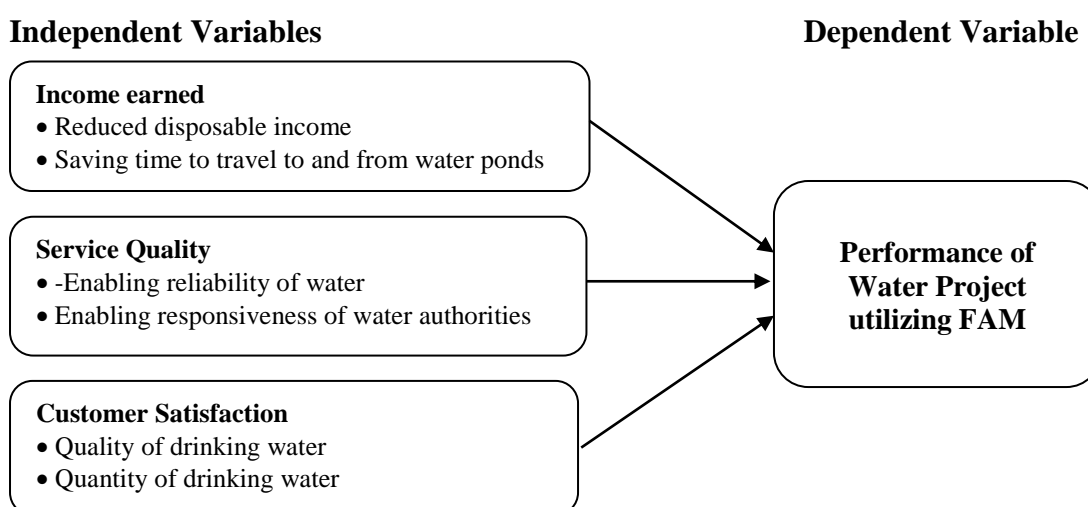 Independent Variables
Dependent Variable
Income earned
• Reduced disposable income
• Saving time to travel to and from water ponds
Service Quality
• -Enabling reliability of water
• Enabling responsiveness of water authorities
Customer Satisfaction
• Quality of drinking water
• Quantity of drinking water
Performance of
Water Project
utilizing FAM